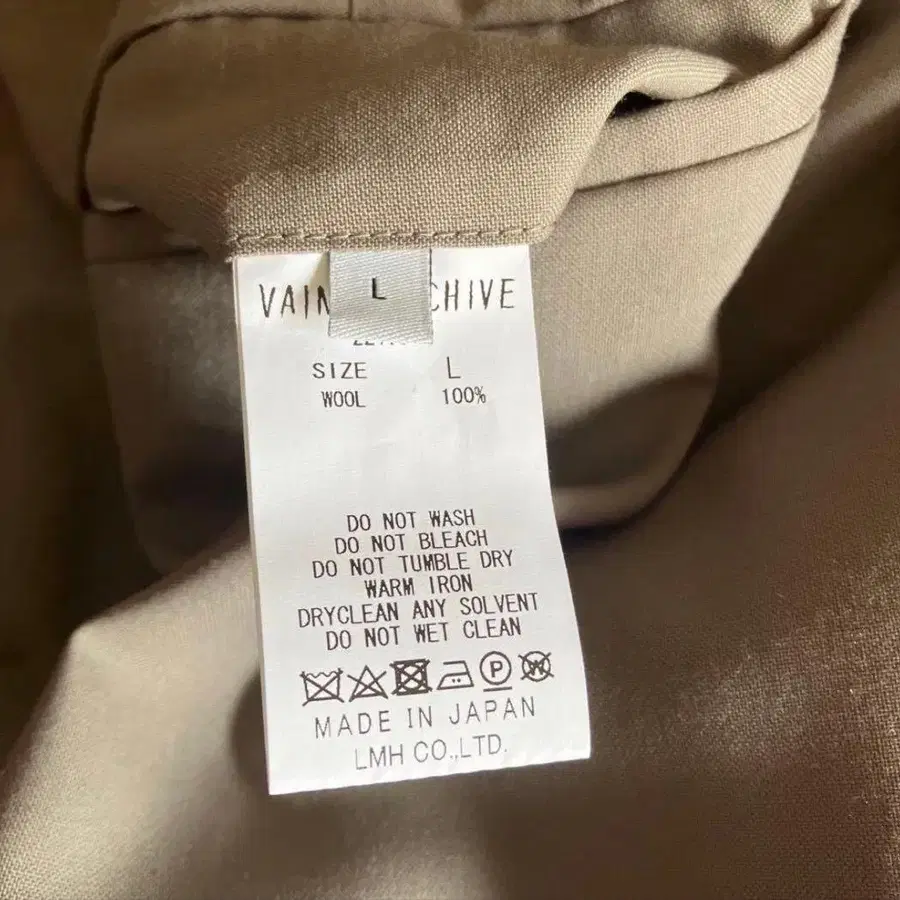 L
CHIVE
SIZE L
WOOL 100%
DO NOT WASH
DO NOT BLEACH
DO NOT TUMBLE DRY
WARM IRON
DRYCLEAN ANY SOLVENT
DO NOT WET CLEAN
P W
MADE IN JAPAN
LMH CO.,LTD.